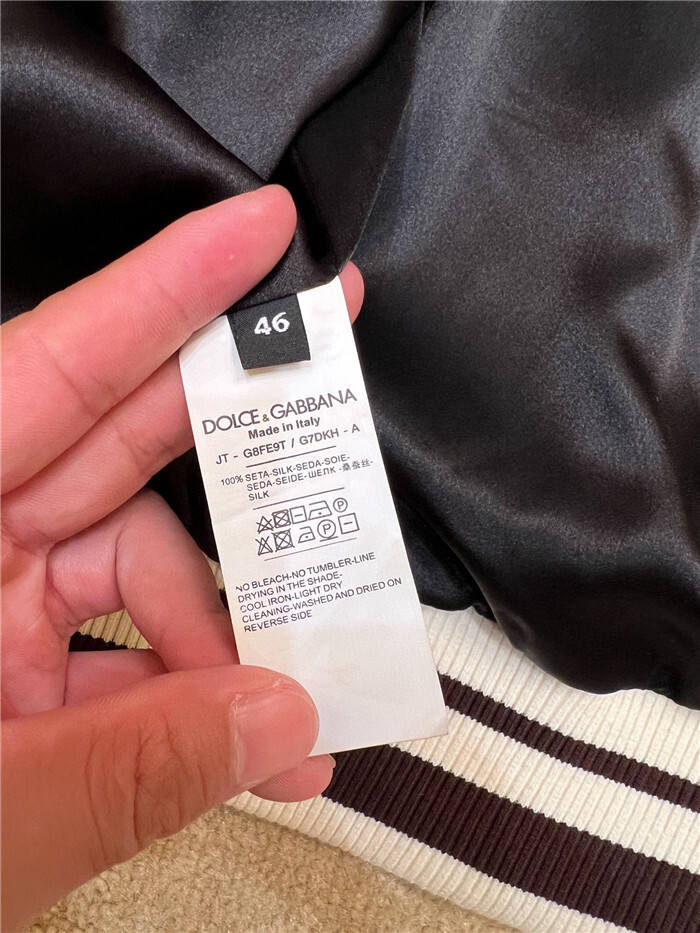 46
DOLCE & GABBANA
Made in Italy
JT - G8FE9T / G7DKH - A
100% SETA-SILK-SEDA-SOIE-
SEDA-SEIDE-ШЕЛК -桑蚕丝-
SILK
P
P
NO BLEACH-NO TUMBLER-LINE
DRYING IN THE SHADE-
COOL IRON-LIGHT DRY
CLEANING-WASHED AND DRIED ON
REVERSE SIDE